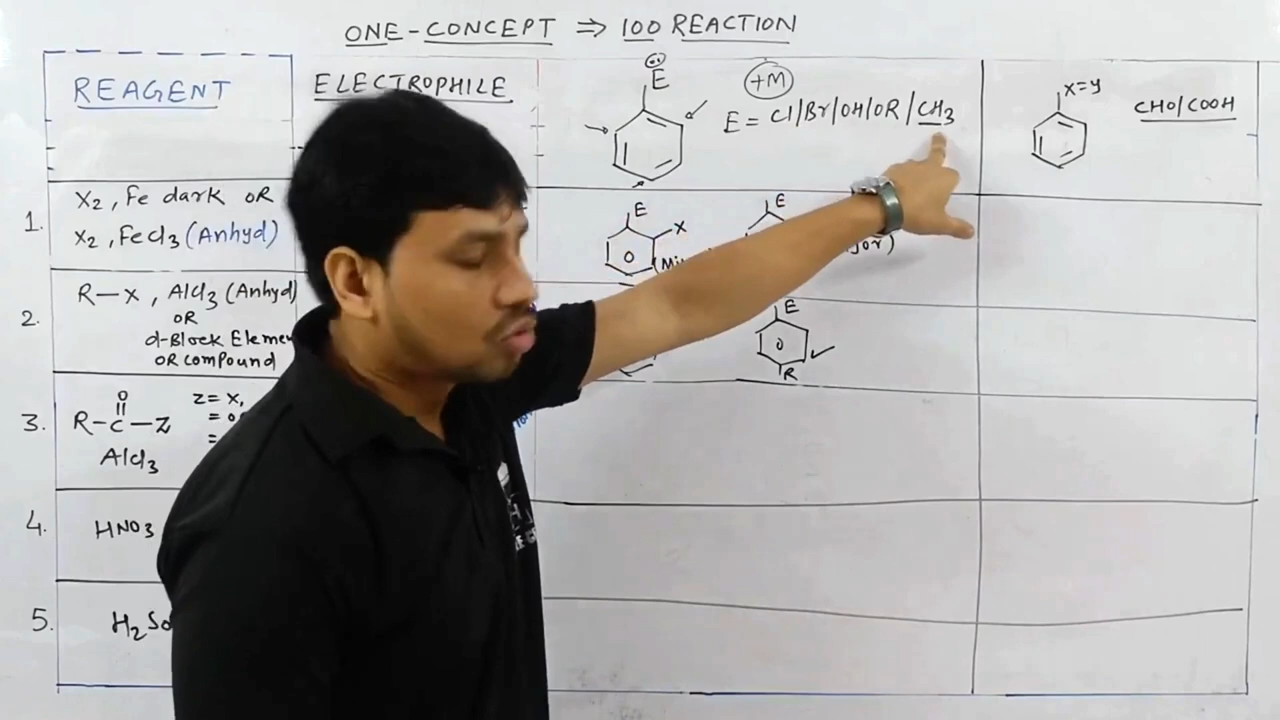 ONE-CONCEPT ⇒ 100 REACTION
REAGENT
ELECTROPHILE
E
+M
E = Cl/Br/OH/OR/CH3
X=Y
CHO/COOH
1.
X2, Fe dark OR
X2, FeCl3 (Anhyd)
E
X
E
2.
R-X, AlCl3 (Anhyd)
OR
d-Block
OR compound
E
R
3.
O
R-C-Z
Z = X,
=
=
AlCl3
4.
HNO3
5.